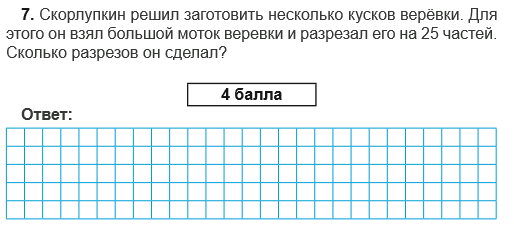 7. Скорлупкин решил заготовить несколько кусков верёвки. Для
этого он взял большой моток веревки и разрезал его на 25 частей.
Сколько разрезов он сделал?
4 балла
Ответ: